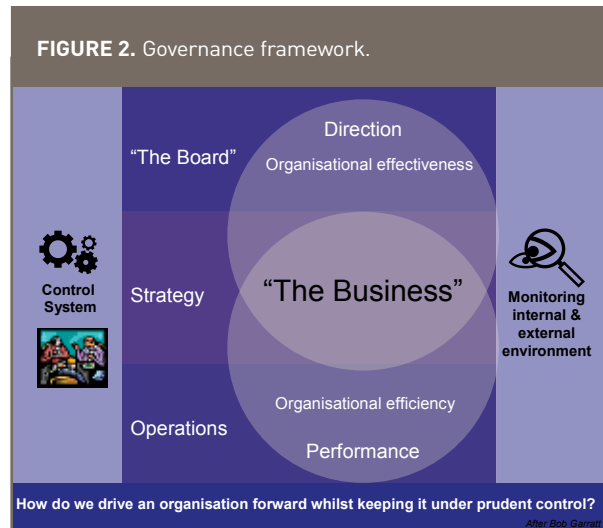 FIGURE 2. Governance framework.
“The Board”
Direction
Organisational effectiveness
Control
System
Strategy
“The Business”
Monitoring
internal &
external
environment
Operations
Organisational efficiency
Performance
How do we drive an organisation forward whilst keeping it under prudent control?
After Bob Garratt